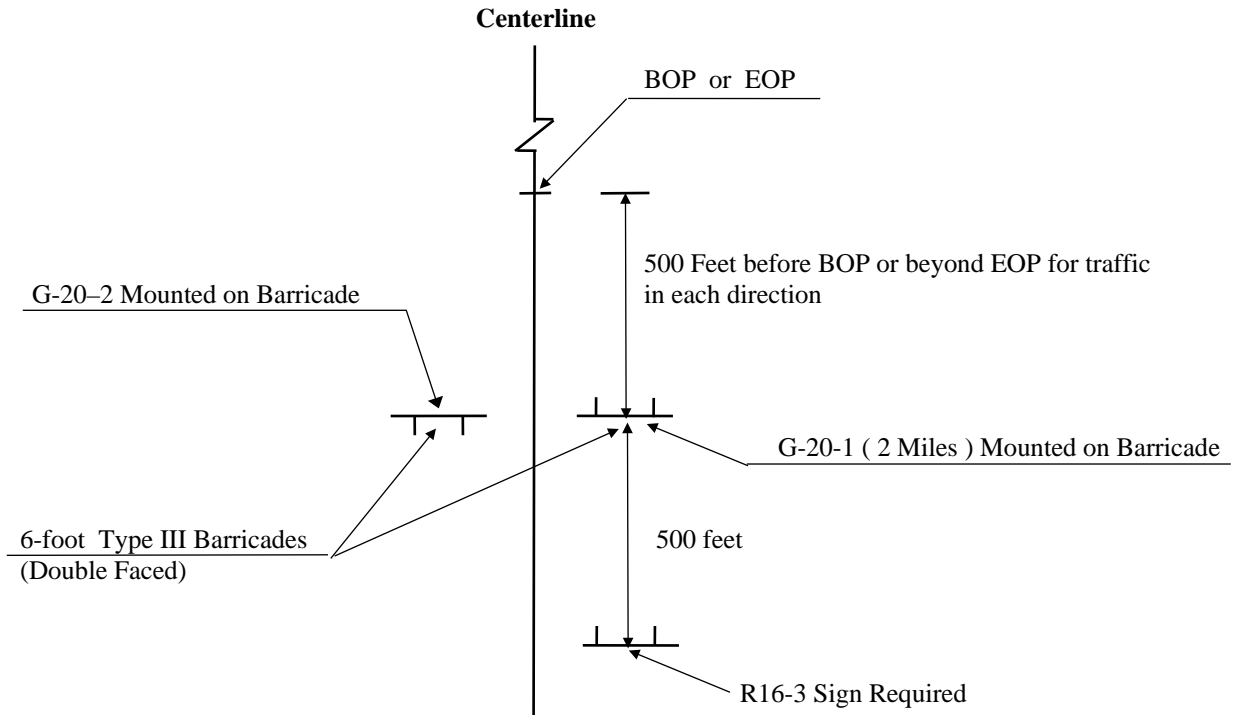 Centerline
BOP or EOP
500 Feet before BOP or beyond EOP for traffic
in each direction
G-20–2 Mounted on Barricade
G-20-1 ( 2 Miles ) Mounted on Barricade
6-foot Type III Barricades
(Double Faced)
500 feet
R16-3 Sign Required